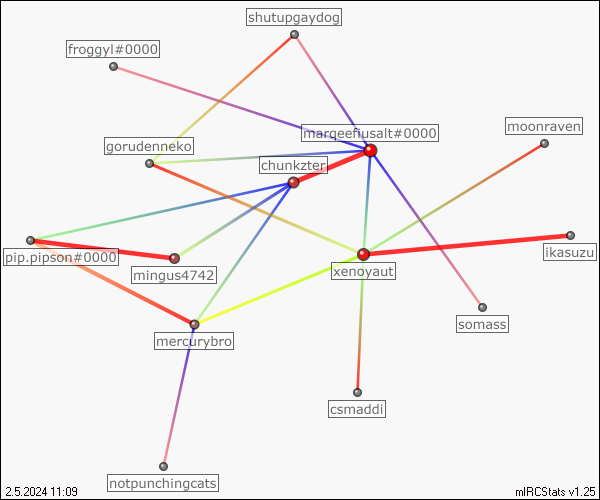 shutupgaydog
froggyl#0000
marqeefiusalt#0000
moonraven
gorudenneko
chunkzter
pip.pipson#0000
mingus4742
xenoyaut
ikasuzu
somass
mercurybro
csmaddi
notpunchingcats
2.5.2024 11:09
mIRCStats v1.25